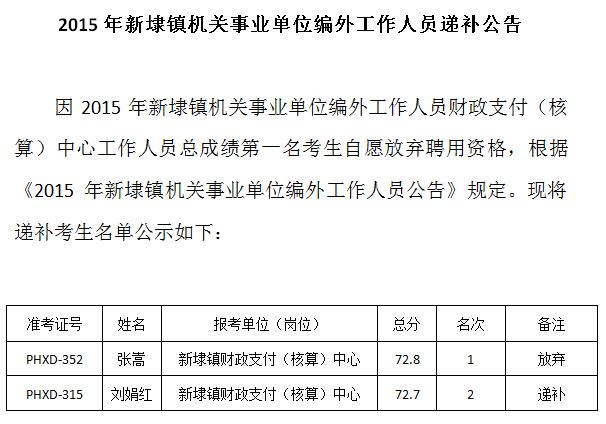 2015年新埭镇机关事业单位编外工作人员递补公告
因 2015 年新埭镇机关事业单位编外工作人员财政支付（核
算）中心工作人员总成绩第一名考生自愿放弃聘用资格，根据
《2015 年新埭镇机关事业单位编外工作人员公告》规定。现将
递补考生名单公示如下：
准考证号 姓名 报考单位（岗位） 总分 名次 备注
PHXD-352 张嵩 新埭镇财政支付（核算）中心 72.8 1 放弃
PHXD-315 刘娟红 新埭镇财政支付（核算）中心 72.7 2 递补